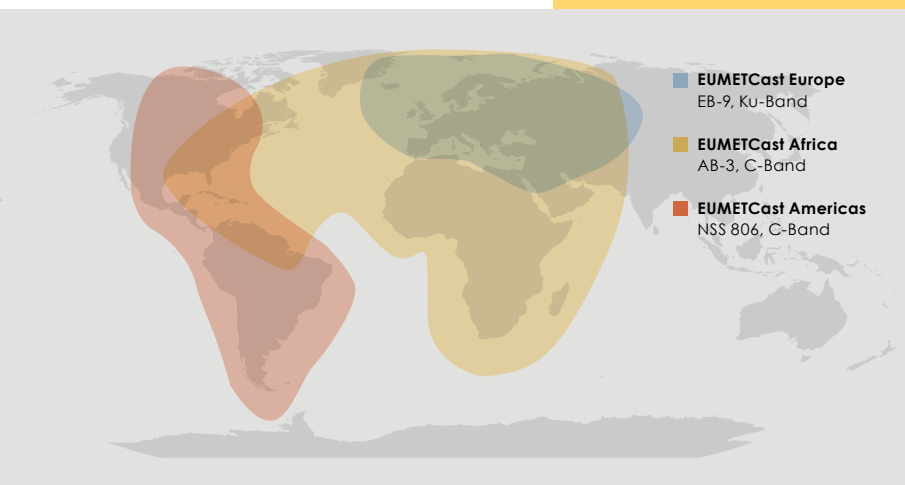 EUMETCast Europe
EB-9, Ku-Band
EUMETCast Africa
AB-3, C-Band
EUMETCast Americas
NSS 806, C-Band